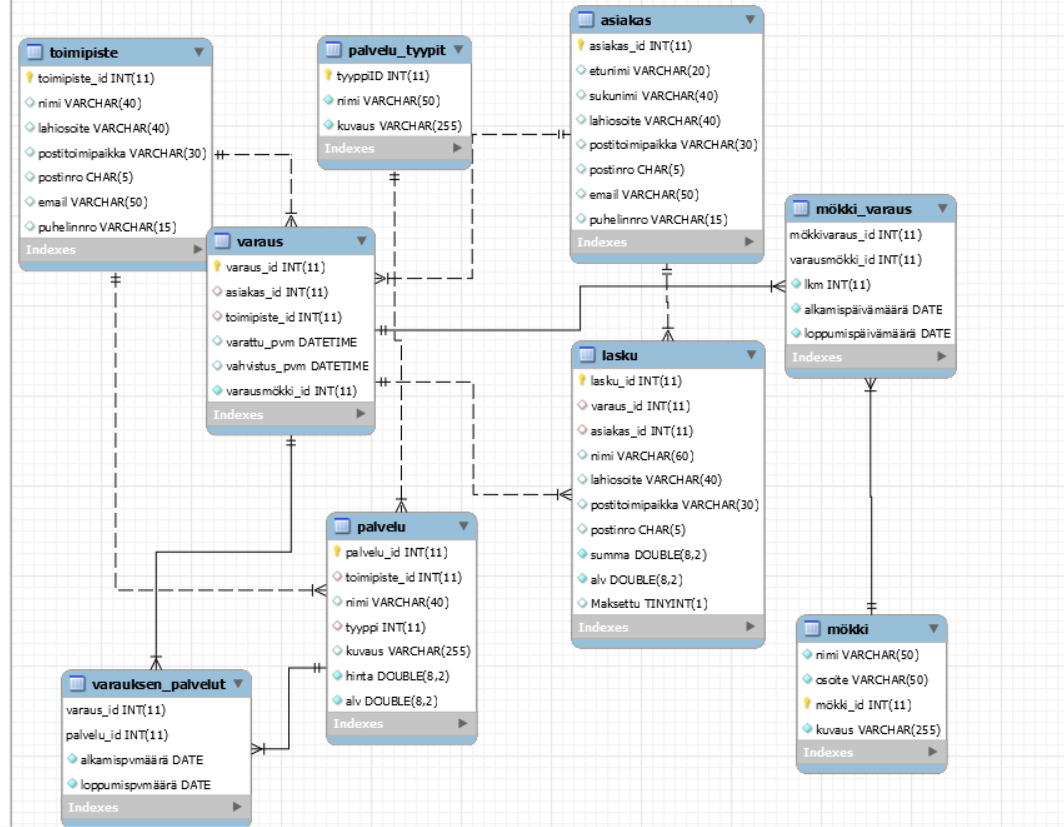 toimipiste
toimipiste_id INT(11)
nimi VARCHAR(40)
lahiosoite VARCHAR(40)
postitoimipaikka VARCHAR(30)
postinro CHAR(5)
email VARCHAR(50)
puhelinnro VARCHAR(15)
Indexes
palvelu_tyypit
tyyppiID INT(11)
nimi VARCHAR(50)
kuvaus VARCHAR(255)
Indexes
asiakas
asiakas_id INT(11)
etunimi VARCHAR(20)
sukunimi VARCHAR(40)
lahiosoite VARCHAR(40)
postitoimipaikka VARCHAR(30)
postinro CHAR(5)
email VARCHAR(50)
puhelinnro VARCHAR(15)
Indexes
mökki_varaus
mökkivaraus_id INT(11)
varausmökki_id INT(11)
lkm INT(11)
alkamispäivämäärä DATE
loppumispäivämäärä DATE
Indexes
varaus
varaus_id INT(11)
asiakas_id INT(11)
toimipiste_id INT(11)
varattu_pvm DATETIME
vahvistus_pvm DATETIME
varausmökki_id INT(11)
Indexes
lasku
lasku_id INT(11)
varaus_id INT(11)
asiakas_id INT(11)
nimi VARCHAR(60)
lahiosoite VARCHAR(40)
postitoimipaikka VARCHAR(30)
postinro CHAR(5)
summa DOUBLE(8,2)
alv DOUBLE(8,2)
Maksettu TINYINT(1)
Indexes
palvelu
palvelu_id INT(11)
toimipiste_id INT(11)
nimi VARCHAR(40)
tyyppi INT(11)
kuvaus VARCHAR(255)
hinta DOUBLE(8,2)
alv DOUBLE(8,2)
Indexes
mökki
nimi VARCHAR(50)
osoite VARCHAR(50)
mökki_id INT(11)
kuvaus VARCHAR(255)
Indexes
varauksen_palvelut
varaus_id INT(11)
palvelu_id INT(11)
alkamispvmäärä DATE
loppumispvmäärä DATE
Indexes